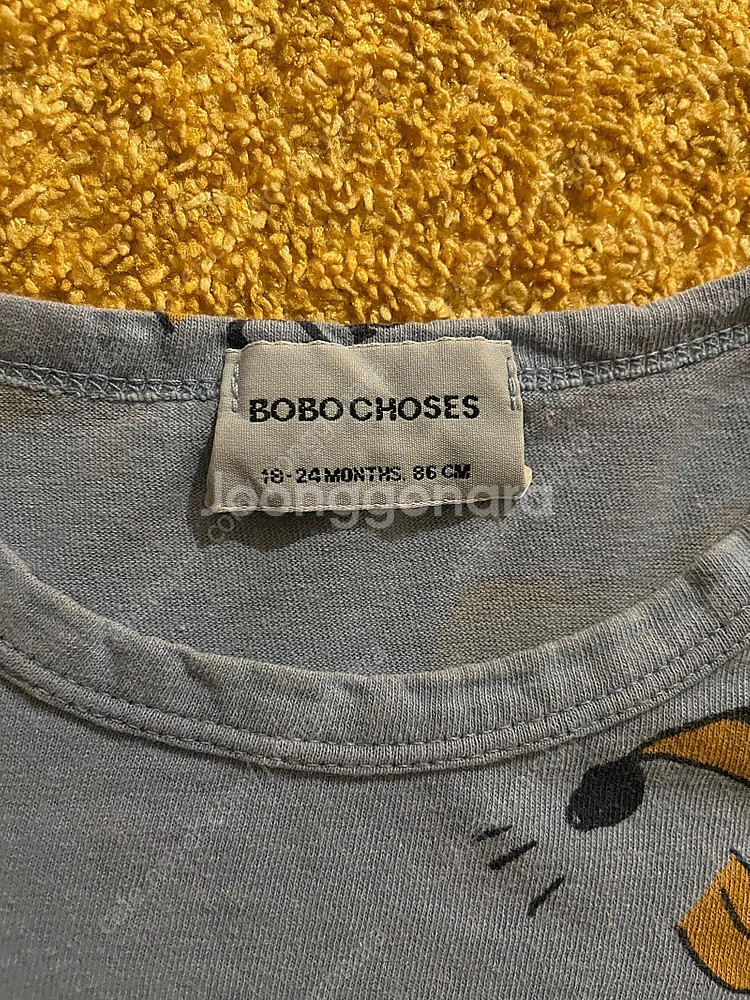 BOBO CHOSES
18-24 MONTHS, 86 CM
Joonggonara